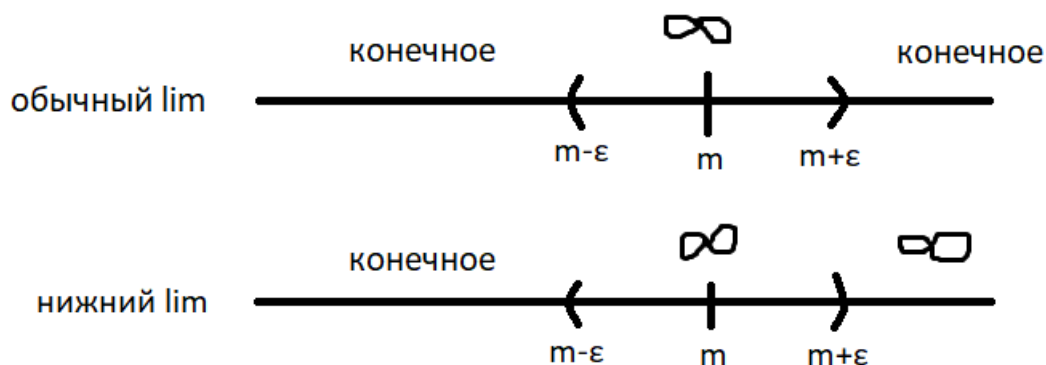 ∞
конечное конечное
обычный lim
m-ε m m+ε
∞ ∞
конечное
нижний lim
m-ε m m+ε